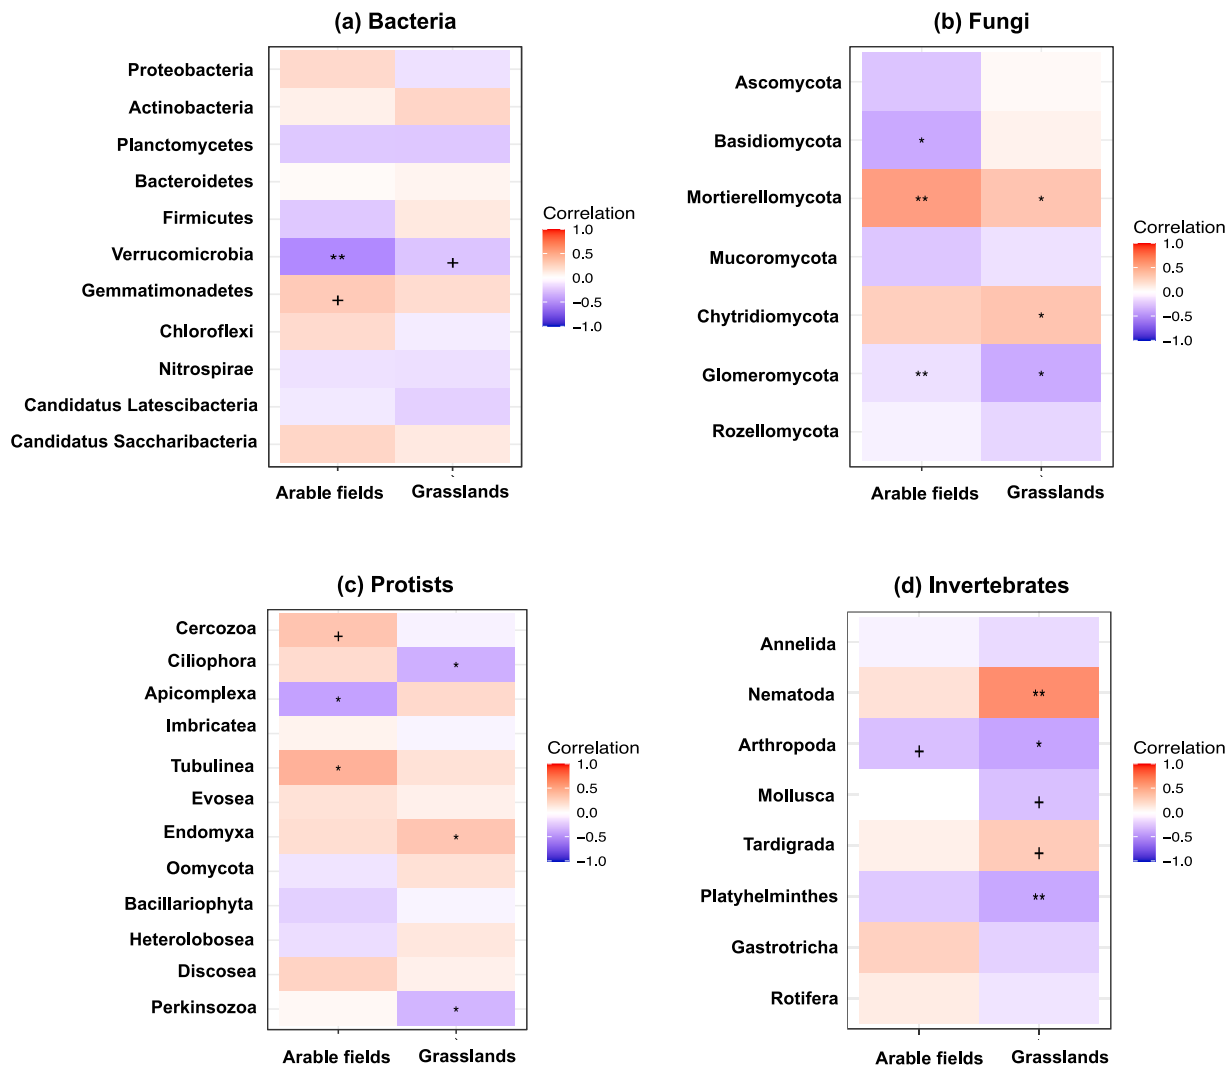 (a) Bacteria
Proteobacteria
Actinobacteria
Planctomycetes
Bacteroidetes
Firmicutes
Verrucomicrobia ** +
Gemmatimonadetes +
Chloroflexi
Nitrospirae
Candidatus Latescibacteria
Candidatus Saccharibacteria
Arable fields Grasslands
Correlation
1.0
0.5
0.0
−0.5
−1.0
(b) Fungi
Ascomycota
Basidiomycota *
Mortierellomycota ** *
Mucoromycota
Chytridiomycota *
Glomeromycota ** *
Rozellomycota
Arable fields Grasslands
Correlation
1.0
0.5
0.0
−0.5
−1.0
(c) Protists
Cercozoa +
Ciliophora *
Apicomplexa *
Imbricatea
Tubulinea *
Evosea
Endomyxa *
Oomycota
Bacillariophyta
Heterolobosea
Discosea
Perkinsozoa *
Arable fields Grasslands
Correlation
1.0
0.5
0.0
−0.5
−1.0
(d) Invertebrates
Annelida
Nematoda **
Arthropoda + *
Mollusca +
Tardigrada +
Platyhelminthes **
Gastrotricha
Rotifera
Arable fields Grasslands
Correlation
1.0
0.5
0.0
−0.5
−1.0